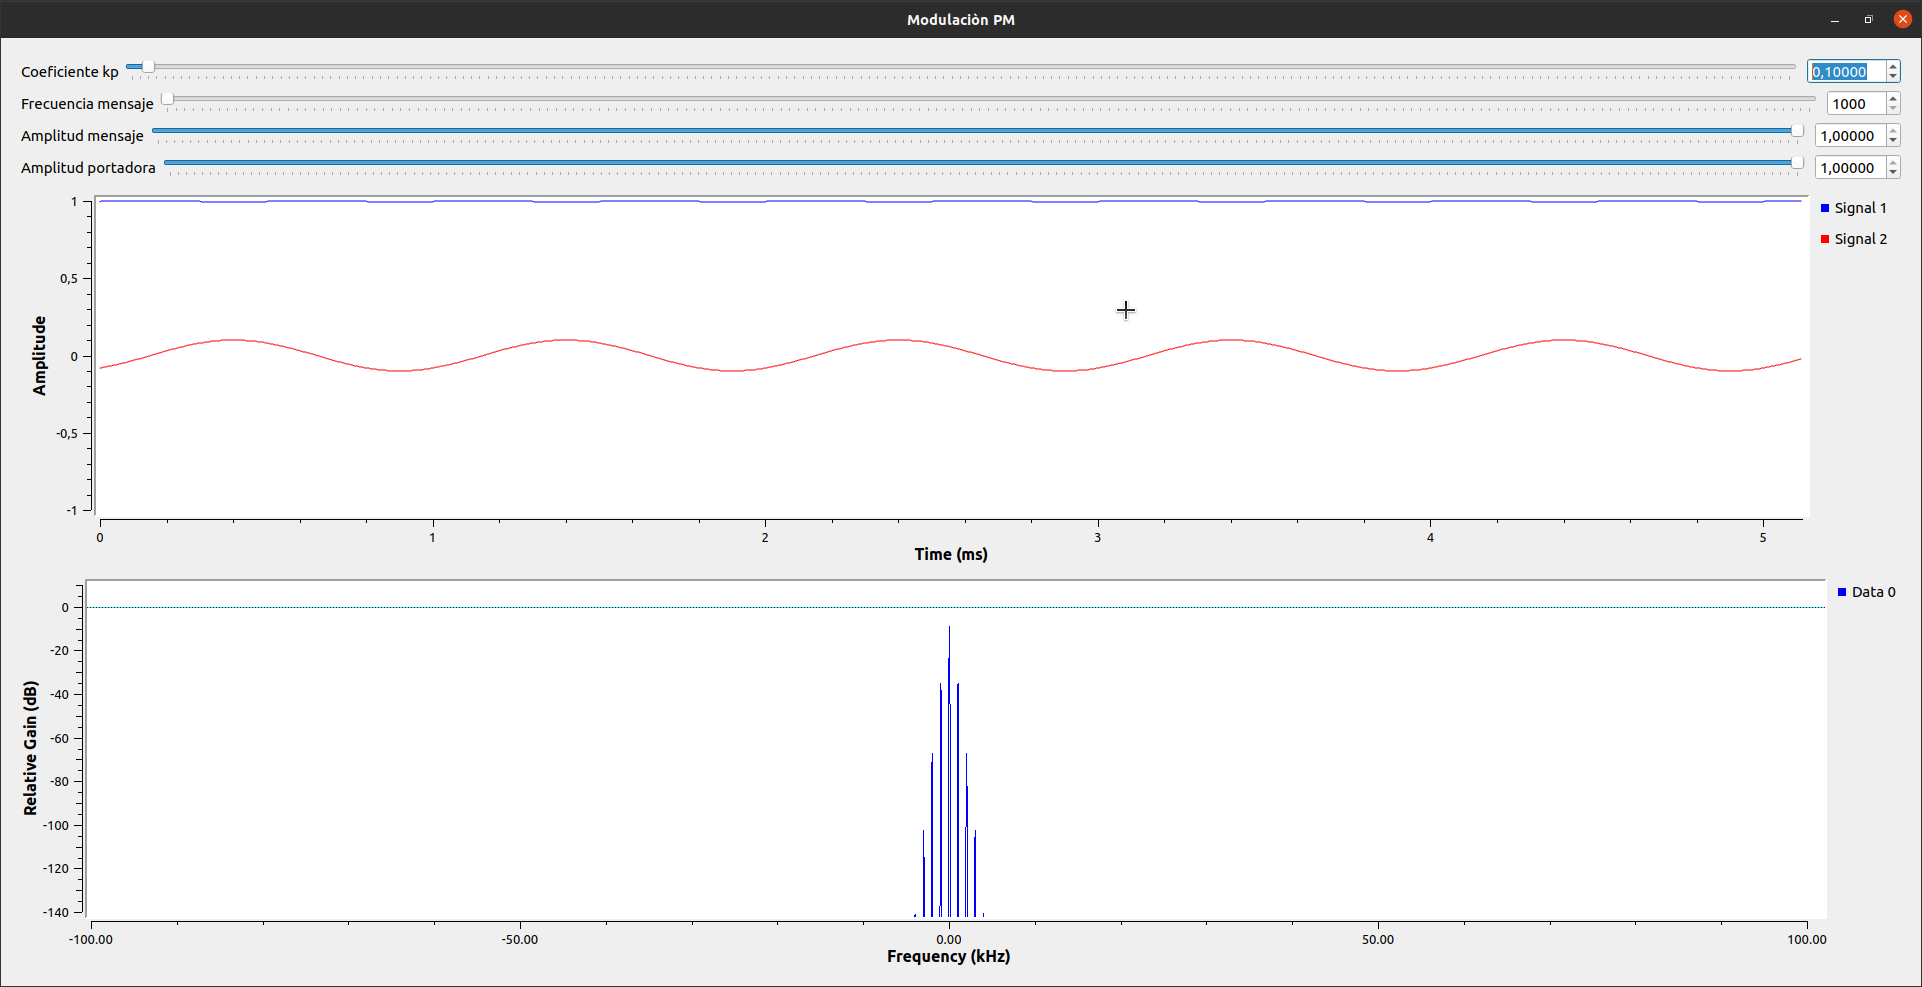 Modulaciòn PM
Coeficiente kp 0,10000
Frecuencia mensaje 1000
Amplitud mensaje 1,00000
Amplitud portadora 1,00000
1
0,5
0
-0,5
-1
Amplitude
0 1 2 3 4 5
Time (ms)
Signal 1
Signal 2
0
-20
-40
-60
-80
-100
-120
-140
Relative Gain (dB)
-100.00 -50.00 0.00 50.00 100.00
Frequency (kHz)
Data 0